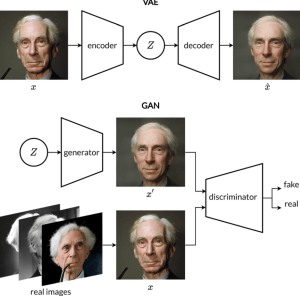 VAE
encoder
Z
decoder
x
x̂
GAN
Z
generator
x′
discriminator
fake
real
real images
x